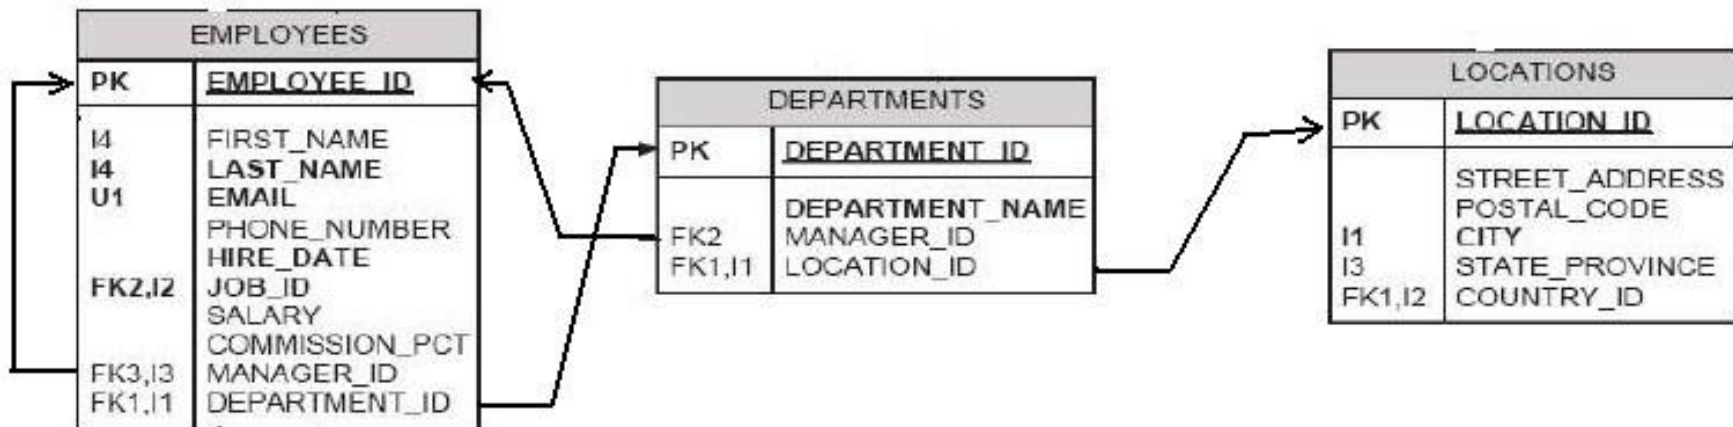 EMPLOYEES
PK EMPLOYEE_ID
I4 FIRST_NAME
I4 LAST_NAME
U1 EMAIL
PHONE_NUMBER
HIRE_DATE
FK2,I2 JOB_ID
SALARY
COMMISSION_PCT
FK3,I3 MANAGER_ID
FK1,I1 DEPARTMENT_ID
DEPARTMENTS
PK DEPARTMENT_ID
DEPARTMENT_NAME
FK2 MANAGER_ID
FK1,I1 LOCATION_ID
LOCATIONS
PK LOCATION_ID
STREET_ADDRESS
POSTAL_CODE
I1 CITY
I3 STATE_PROVINCE
FK1,I2 COUNTRY_ID